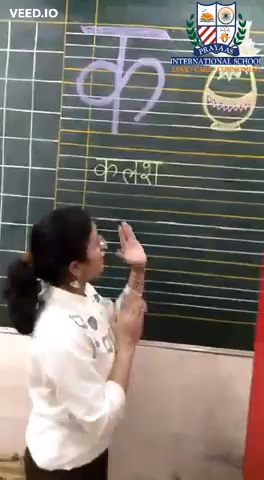 VEED.IO
PRAYAAS
INTERNATIONAL SCHOOL
क
कलश